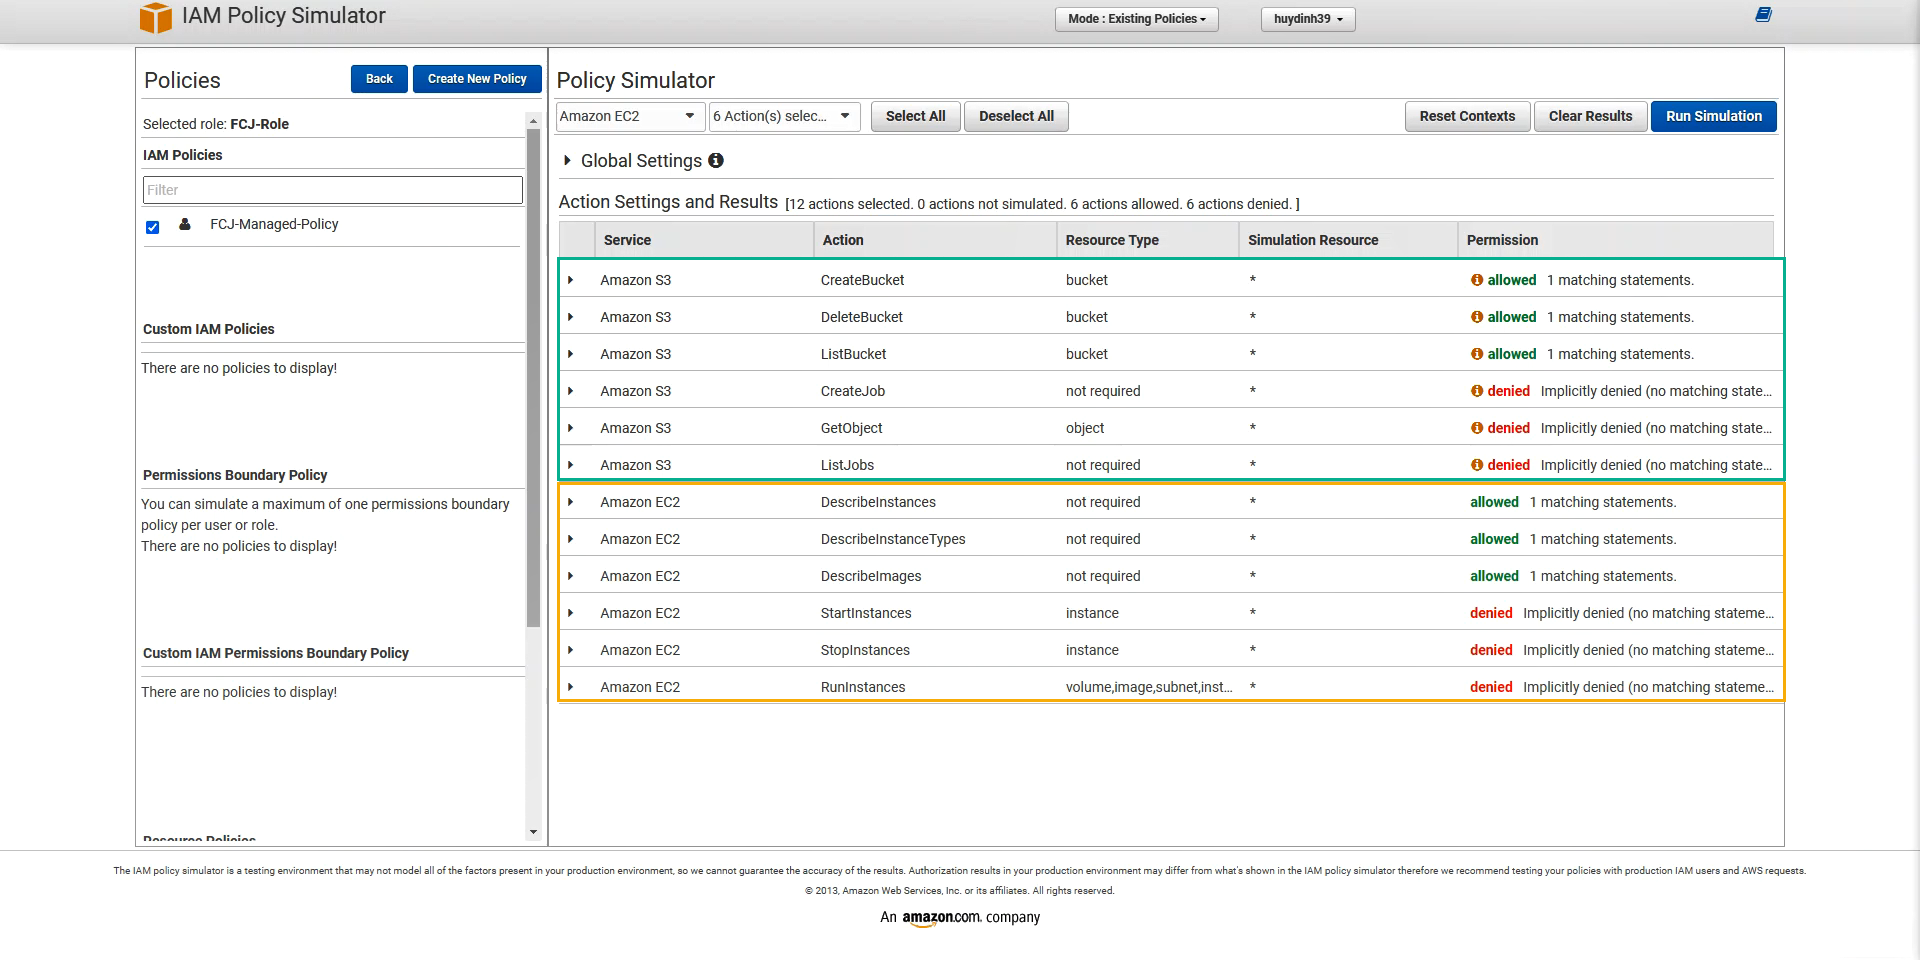 IAM Policy Simulator
Mode : Existing Policies
huydinh39
Policies
Back
Create New Policy
Selected role: FCJ-Role
IAM Policies
Filter
FCJ-Managed-Policy
Custom IAM Policies
There are no policies to display!
Permissions Boundary Policy
You can simulate a maximum of one permissions boundary
policy per user or role.
There are no policies to display!
Custom IAM Permissions Boundary Policy
There are no policies to display!
Resource Policies
Policy Simulator
Amazon EC2
6 Action(s) selec...
Select All
Deselect All
Reset Contexts
Clear Results
Run Simulation
Global Settings
Action Settings and Results [12 actions selected. 0 actions not simulated. 6 actions allowed. 6 actions denied. ]
Service Action Resource Type Simulation Resource Permission
Amazon S3 CreateBucket bucket * allowed 1 matching statements.
Amazon S3 DeleteBucket bucket * allowed 1 matching statements.
Amazon S3 ListBucket bucket * allowed 1 matching statements.
Amazon S3 CreateJob not required * denied Implicitly denied (no matching state...
Amazon S3 GetObject object * denied Implicitly denied (no matching state...
Amazon S3 ListJobs not required * denied Implicitly denied (no matching state...
Amazon EC2 DescribeInstances not required * allowed 1 matching statements.
Amazon EC2 DescribeInstanceTypes not required * allowed 1 matching statements.
Amazon EC2 DescribeImages not required * allowed 1 matching statements.
Amazon EC2 StartInstances instance * denied Implicitly denied (no matching stateme...
Amazon EC2 StopInstances instance * denied Implicitly denied (no matching stateme...
Amazon EC2 RunInstances volume,image,subnet,inst... * denied Implicitly denied (no matching stateme...
The IAM policy simulator is a testing environment that may not model all of the factors present in your production environment, so we cannot guarantee the accuracy of the results. Authorization results in your production environment may differ from what's shown in the IAM policy simulator therefore we recommend testing your policies with production IAM users and AWS requests.
© 2013, Amazon Web Services, Inc. or its affiliates. All rights reserved.
An amazon.com. company